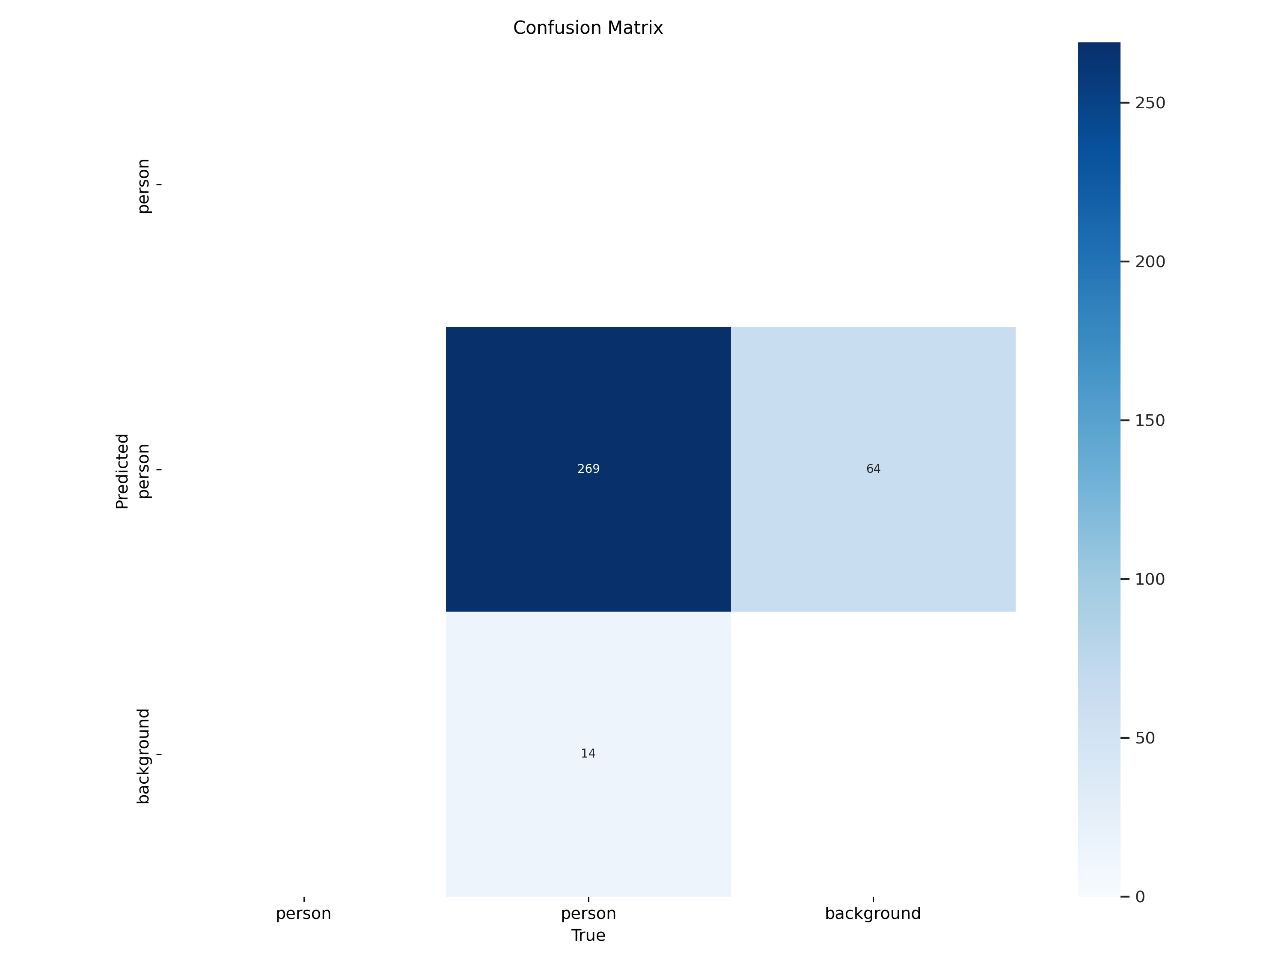 Confusion Matrix
person
Predicted
person
background
269
64
14
person
person
background
True
250
200
150
100
50
0